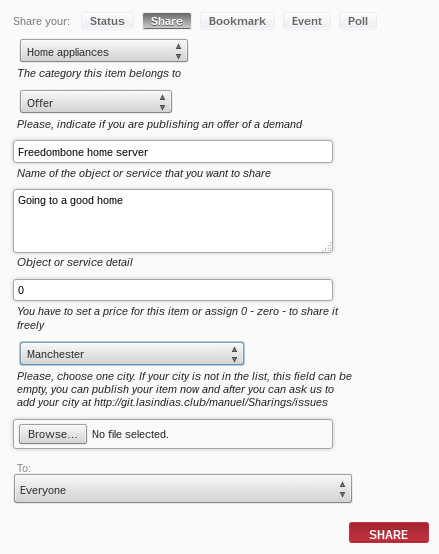 Share your: Status Share Bookmark Event Poll
Home appliances
The category this item belongs to
Offer
Please, indicate if you are publishing an offer of a demand
Freedombone home server
Name of the object or service that you want to share
Going to a good home
Object or service detail
0
You have to set a price for this item or assign 0 - zero - to share it
freely
Manchester
Please, choose one city. If your city is not in the list, this field can be
empty, you can publish your item now and after you can ask us to
add your city at http://git.lasindias.club/manuel/Sharings/issues
Browse... No file selected.
To:
Everyone
SHARE